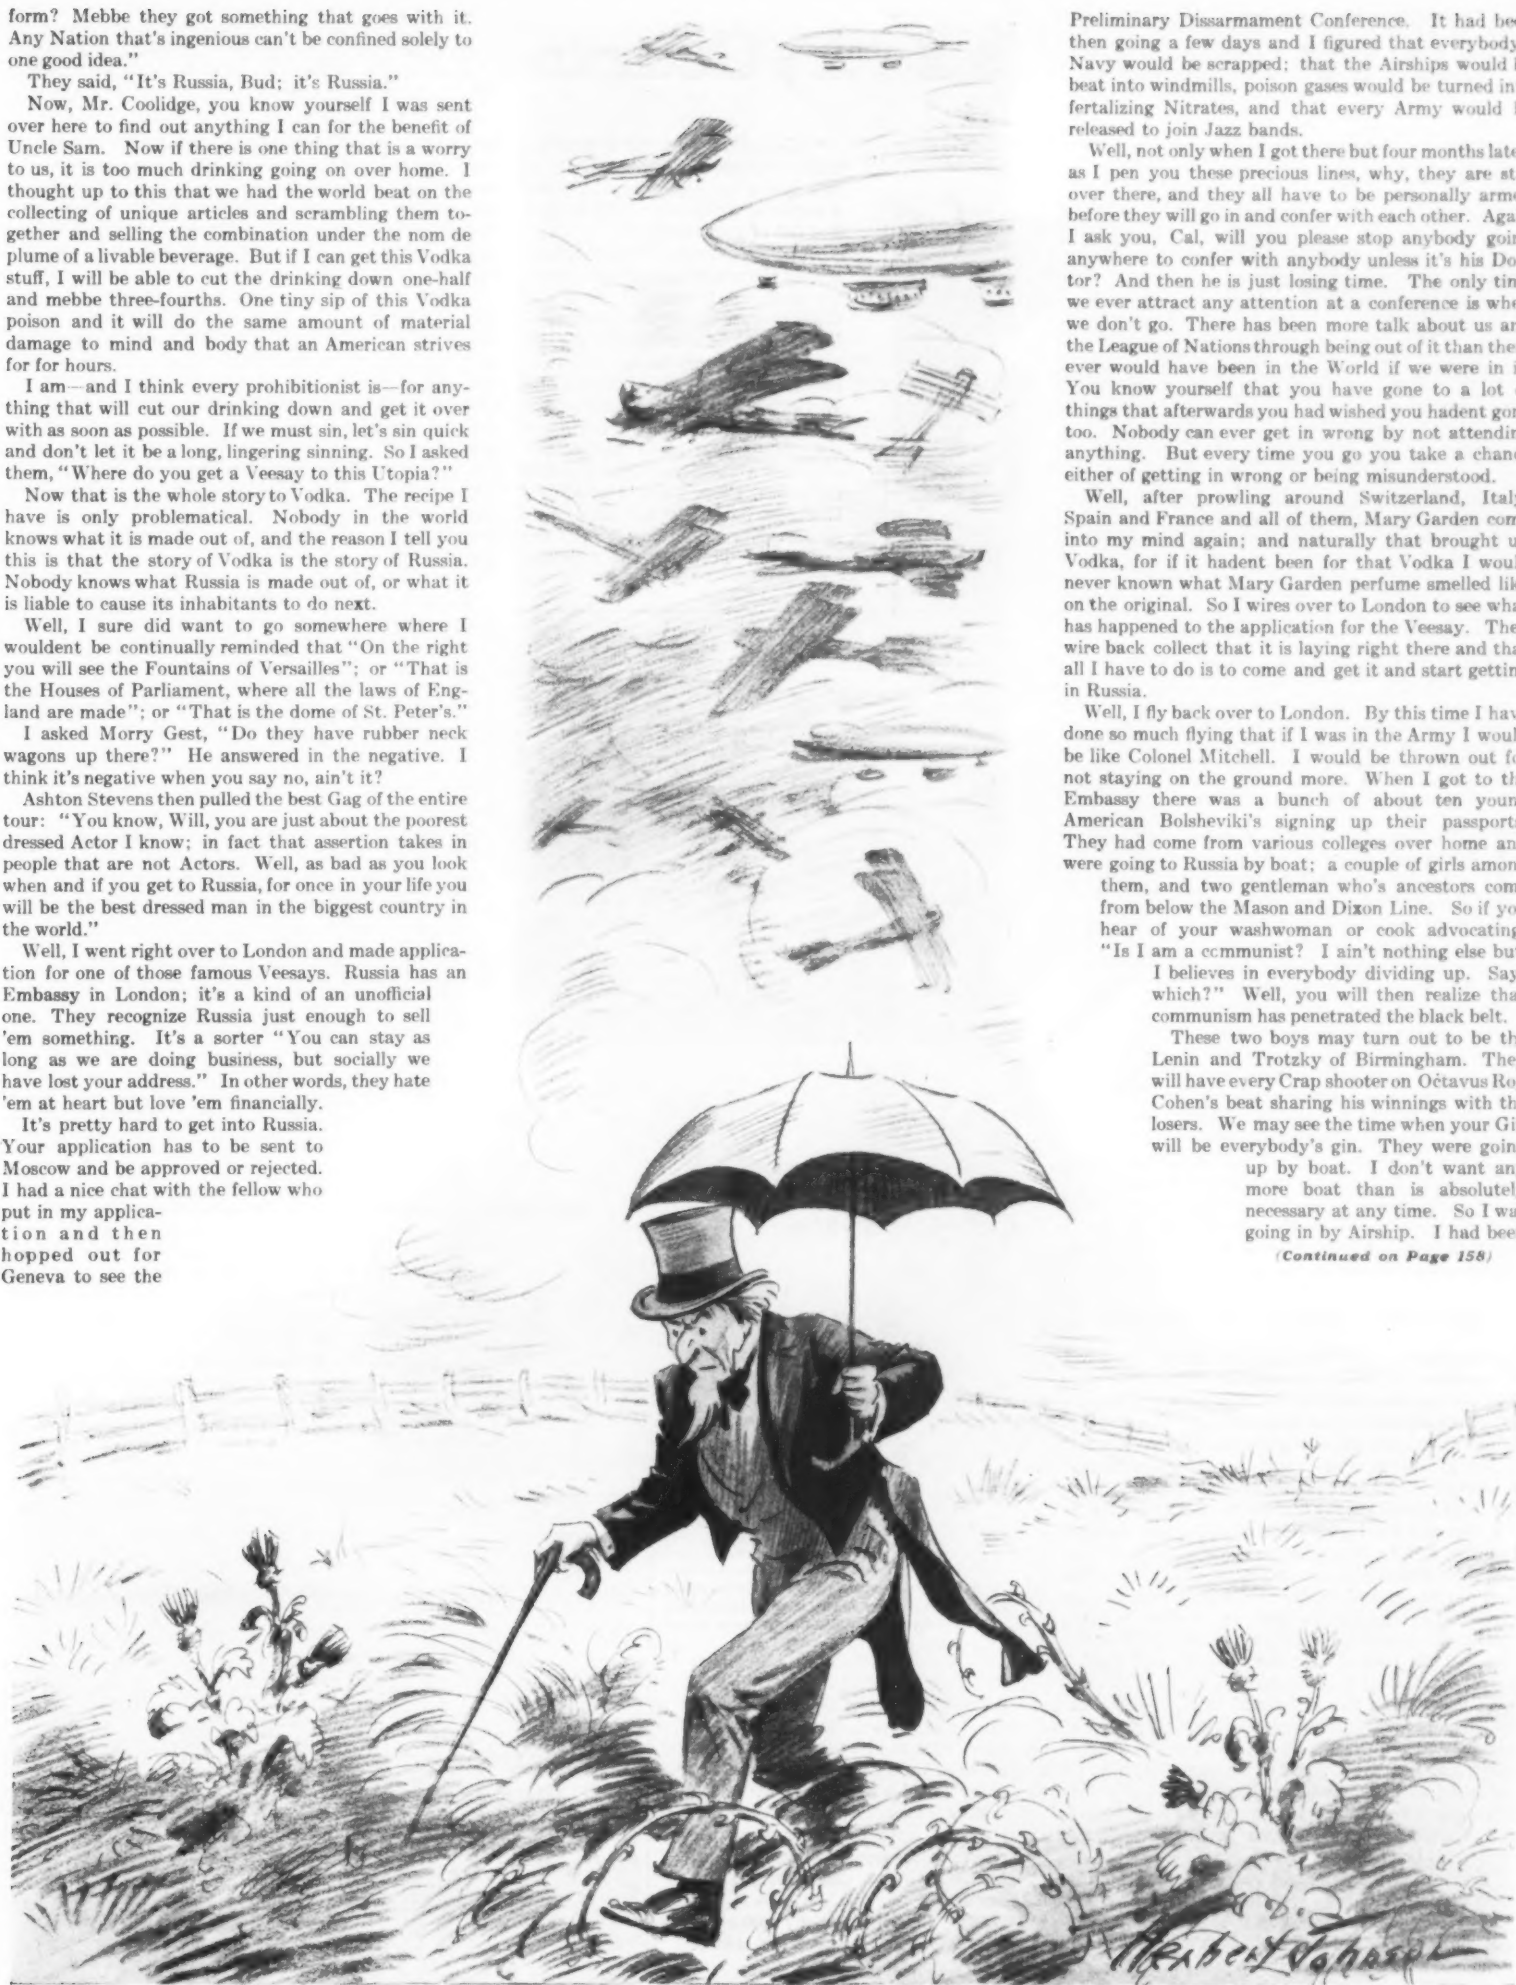 form? Mebbe they got something that goes with it.
Any Nation that's ingenious can't be confined solely to
one good idea."
They said, "It's Russia, Bud; it's Russia."
Now, Mr. Coolidge, you know yourself I was sent
over here to find out anything I can for the benefit of
Uncle Sam. Now if there is one thing that is a worry
to us, it is too much drinking going on over home. I
thought up to this that we had the world beat on the
collecting of unique articles and scrambling them to-
gether and selling the combination under the nom de
plume of a livable beverage. But if I can get this Vodka
stuff, I will be able to cut the drinking down one-half
and mebbe three-fourths. One tiny sip of this Vodka
poison and it will do the same amount of material
damage to mind and body that an American strives
for for hours.
I am—and I think every prohibitionist is—for any-
thing that will cut our drinking down and get it over
with as soon as possible. If we must sin, let's sin quick
and don't let it be a long, lingering sinning. So I asked
them, "Where do you get a Veesay to this Utopia?"
Now that is the whole story to Vodka. The recipe I
have is only problematical. Nobody in the world
knows what it is made out of, and the reason I tell you
this is that the story of Vodka is the story of Russia.
Nobody knows what Russia is made out of, or what it
is liable to cause its inhabitants to do next.
Well, I sure did want to go somewhere where I
wouldent be continually reminded that "On the right
you will see the Fountains of Versailles"; or "That is
the Houses of Parliament, where all the laws of Eng-
land are made"; or "That is the dome of St. Peter's."
I asked Morry Gest, "Do they have rubber neck
wagons up there?" He answered in the negative. I
think it's negative when you say no, ain't it?
Ashton Stevens then pulled the best Gag of the entire
tour: "You know, Will, you are just about the poorest
dressed Actor I know; in fact that assertion takes in
people that are not Actors. Well, as bad as you look
when and if you get to Russia, for once in your life you
will be the best dressed man in the biggest country in
the world."
Well, I went right over to London and made applica-
tion for one of those famous Veesays. Russia has an
Embassy in London; it's a kind of an unofficial
one. They recognize Russia just enough to sell
'em something. It's a sorter "You can stay as
long as we are doing business, but socially we
have lost your address." In other words, they hate
'em at heart but love 'em financially.
It's pretty hard to get into Russia.
Your application has to be sent to
Moscow and be approved or rejected.
I had a nice chat with the fellow who
put in my applica-
tion and then
hopped out for
Geneva to see the
Preliminary Dissarmament Conference. It had bee
then going a few days and I figured that everybody
Navy would be scrapped; that the Airships would b
beat into windmills, poison gases would be turned in
fertalizing Nitrates, and that every Army would b
released to join Jazz bands.
Well, not only when I got there but four months late
as I pen you these precious lines, why, they are st
over there, and they all have to be personally arme
before they will go in and confer with each other. Aga
I ask you, Cal, will you please stop anybody goin
anywhere to confer with anybody unless it's his Do
tor? And then he is just losing time. The only tim
we ever attract any attention at a conference is whe
we don't go. There has been more talk about us an
the League of Nations through being out of it than the
ever would have been in the World if we were in i
You know yourself that you have gone to a lot o
things that afterwards you had wished you hadent gon
too. Nobody can ever get in wrong by not attendin
anything. But every time you go you take a chanc
either of getting in wrong or being misunderstood.
Well, after prowling around Switzerland, Italy
Spain and France and all of them, Mary Garden com
into my mind again; and naturally that brought u
Vodka, for if it hadent been for that Vodka I woul
never known what Mary Garden perfume smelled lik
on the original. So I wires over to London to see wha
has happened to the application for the Veesay. The
wire back collect that it is laying right there and tha
all I have to do is to come and get it and start gettin
in Russia.
Well, I fly back over to London. By this time I hav
done so much flying that if I was in the Army I woul
be like Colonel Mitchell. I would be thrown out fo
not staying on the ground more. When I got to th
Embassy there was a bunch of about ten youn
American Bolsheviki's signing up their passport
They had come from various colleges over home an
were going to Russia by boat; a couple of girls amon
them, and two gentleman who's ancestors com
from below the Mason and Dixon Line. So if yo
hear of your washwoman or cook advocating
"Is I am a communist? I ain't nothing else but
I believes in everybody dividing up. Say
which?" Well, you will then realize tha
communism has penetrated the black belt.
These two boys may turn out to be th
Lenin and Trotzky of Birmingham. The
will have every Crap shooter on Octavus Ro
Cohen's beat sharing his winnings with th
losers. We may see the time when your Gi
will be everybody's gin. They were goin
up by boat. I don't want an
more boat than is absolutel
necessary at any time. So I wa
going in by Airship. I had bee
(Continued on Page 158)
Herbert Johnson